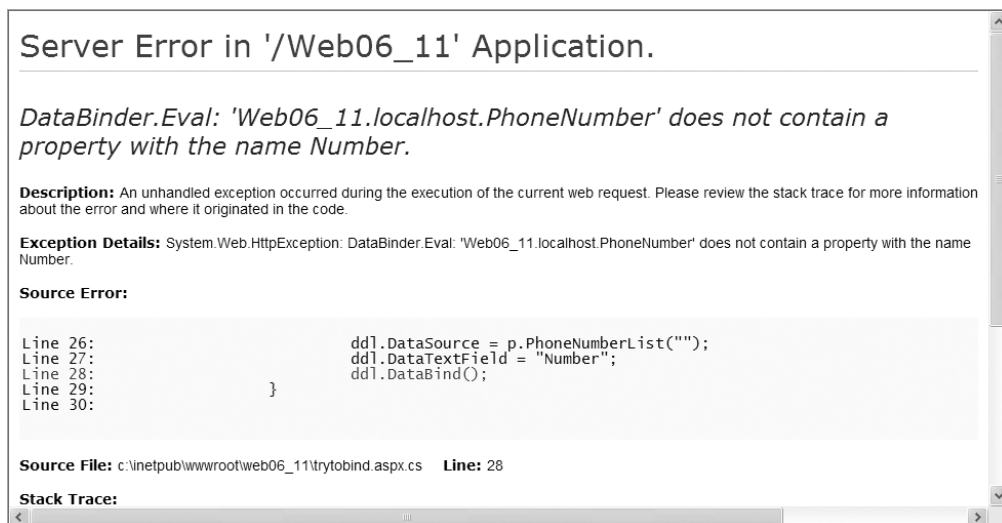 Server Error in '/Web06_11' Application.
DataBinder.Eval: 'Web06_11.localhost.PhoneNumber' does not contain a
property with the name Number.
Description: An unhandled exception occurred during the execution of the current web request. Please review the stack trace for more information
about the error and where it originated in the code.
Exception Details: System.Web.HttpException: DataBinder.Eval: 'Web06_11.localhost.PhoneNumber' does not contain a property with the name
Number.
Source Error:
Line 26: ddl.DataSource = p.PhoneNumberList("");
Line 27: ddl.DataTextField = "Number";
Line 28: ddl.DataBind();
Line 29: }
Line 30:
Source File: c:\inetpub\wwwroot\web06_11\trytobind.aspx.cs Line: 28
Stack Trace: